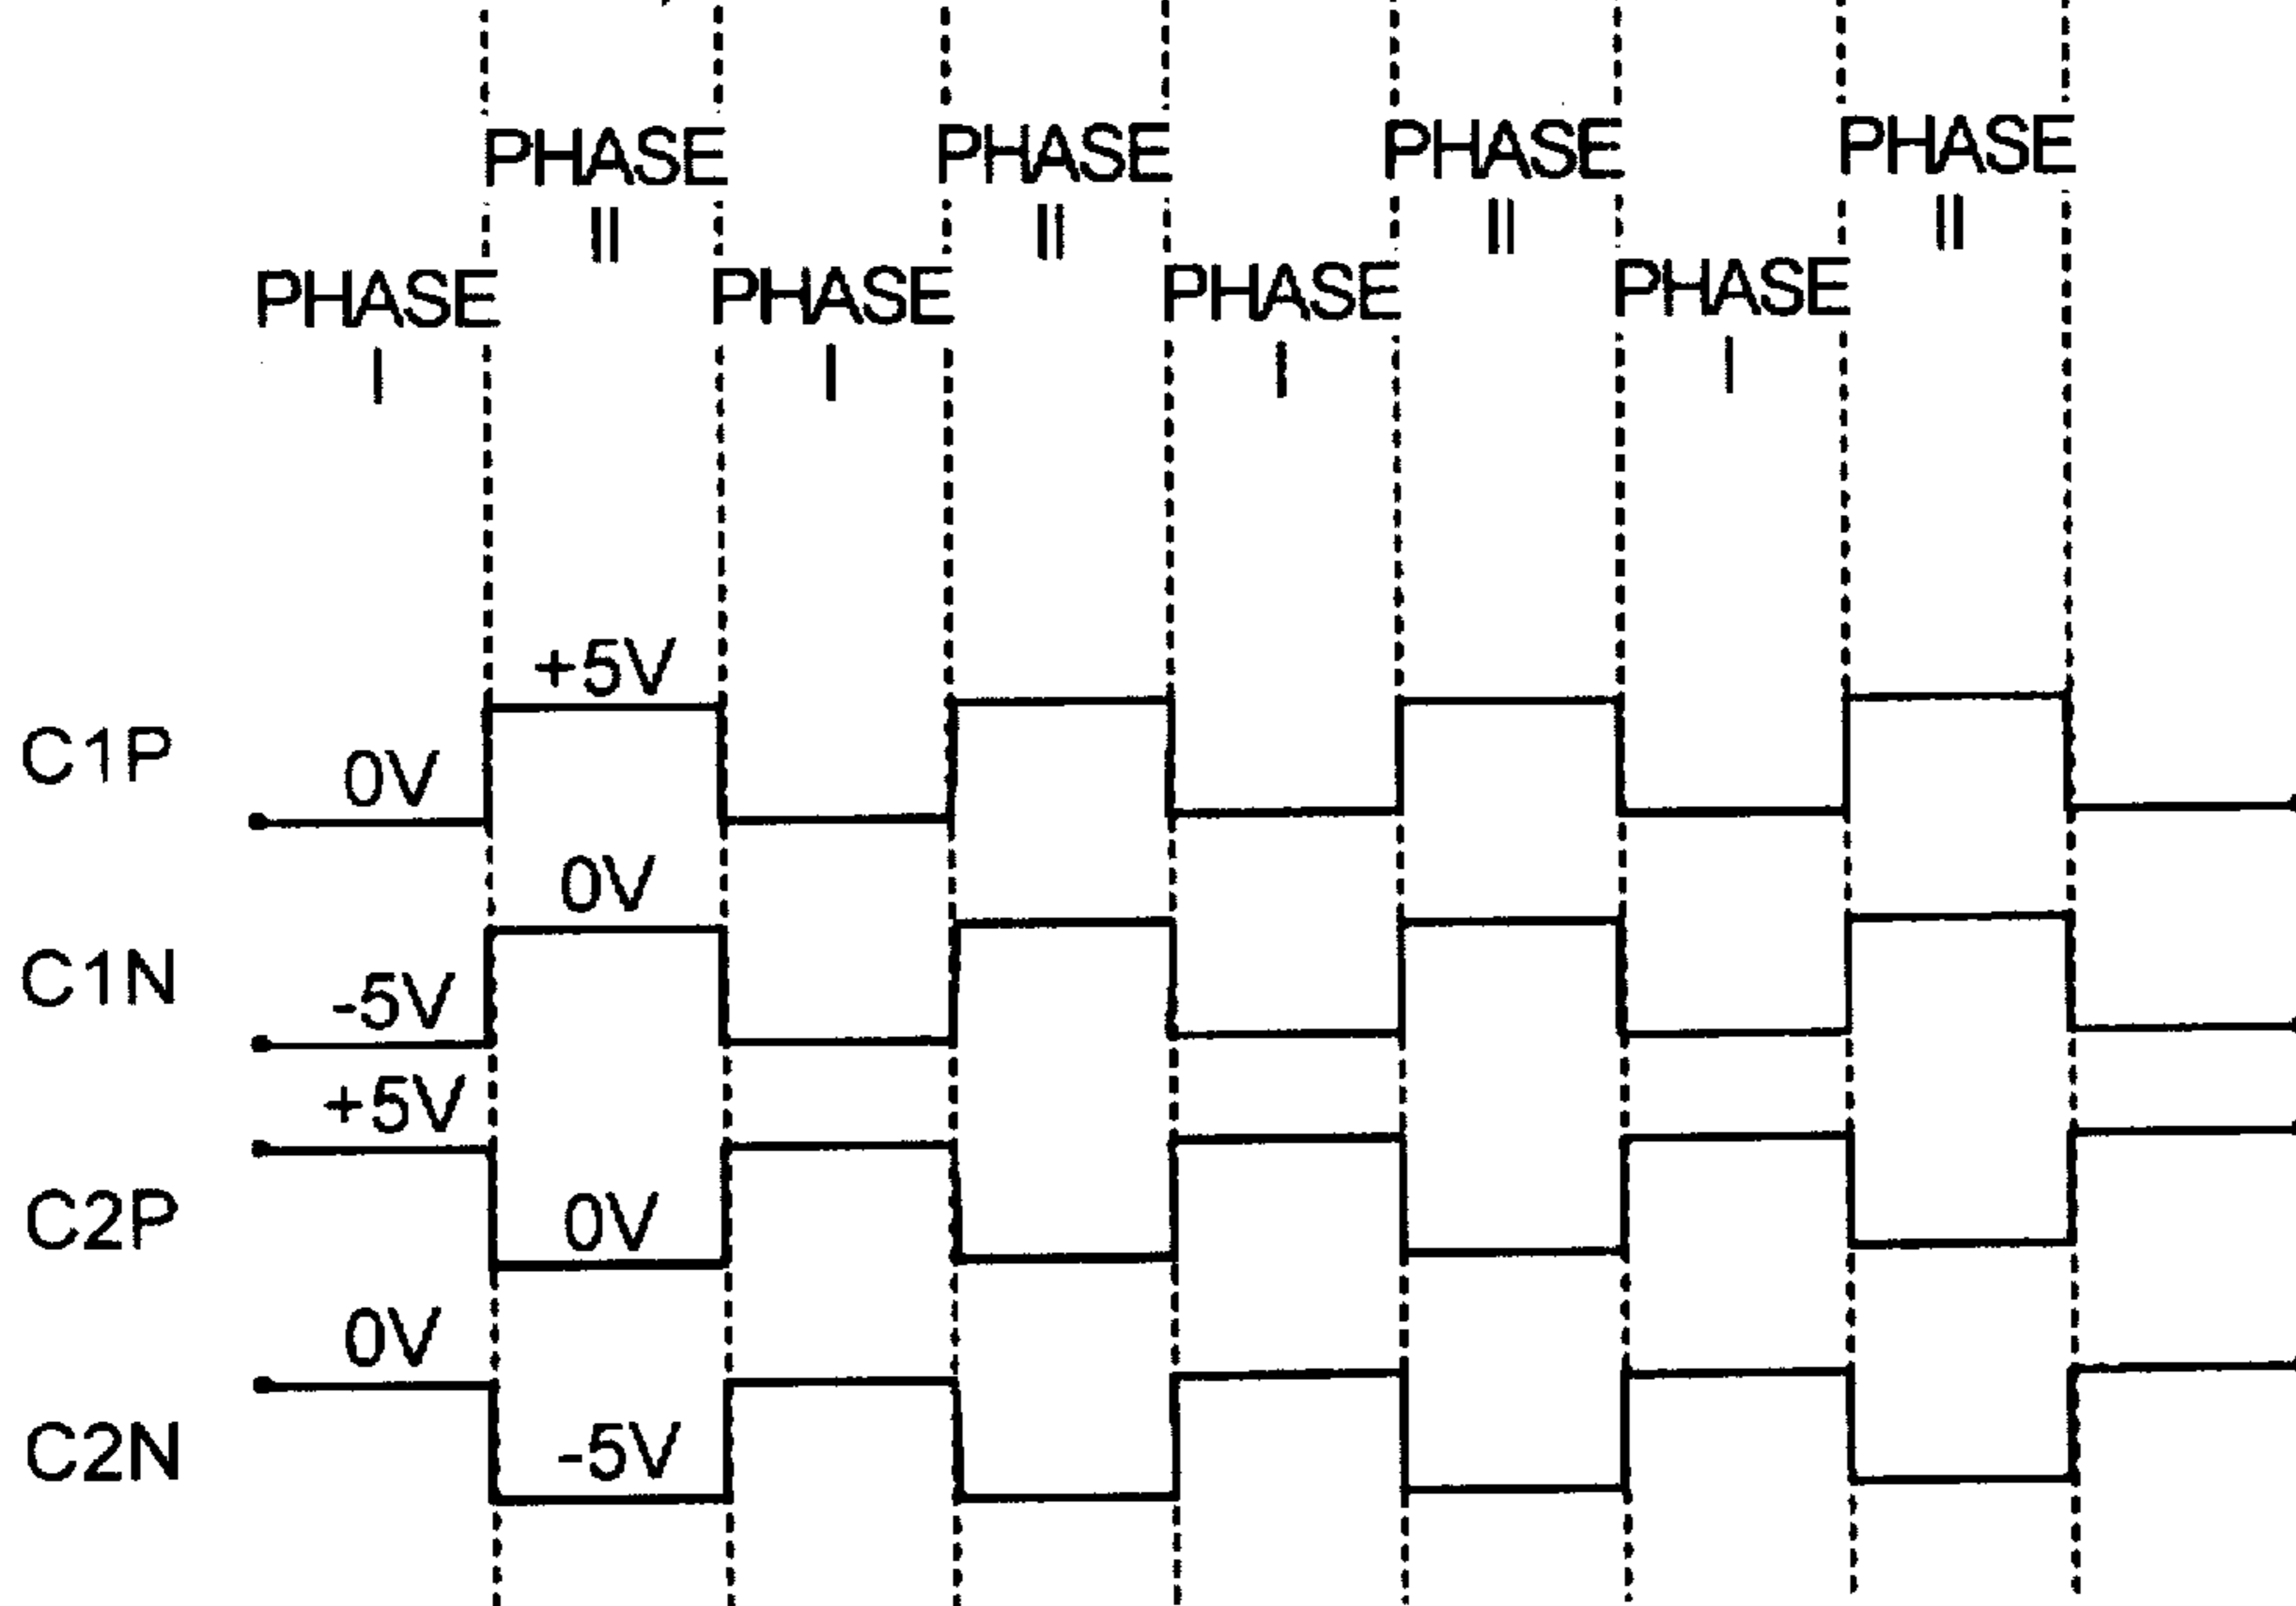 PHASE PHASE PHASE PHASE
II II II II
PHASE PHASE PHASE PHASE
I I I I
+5V
C1P
0V
0V
C1N
-5V
+5V
C2P
0V
0V
C2N
-5V